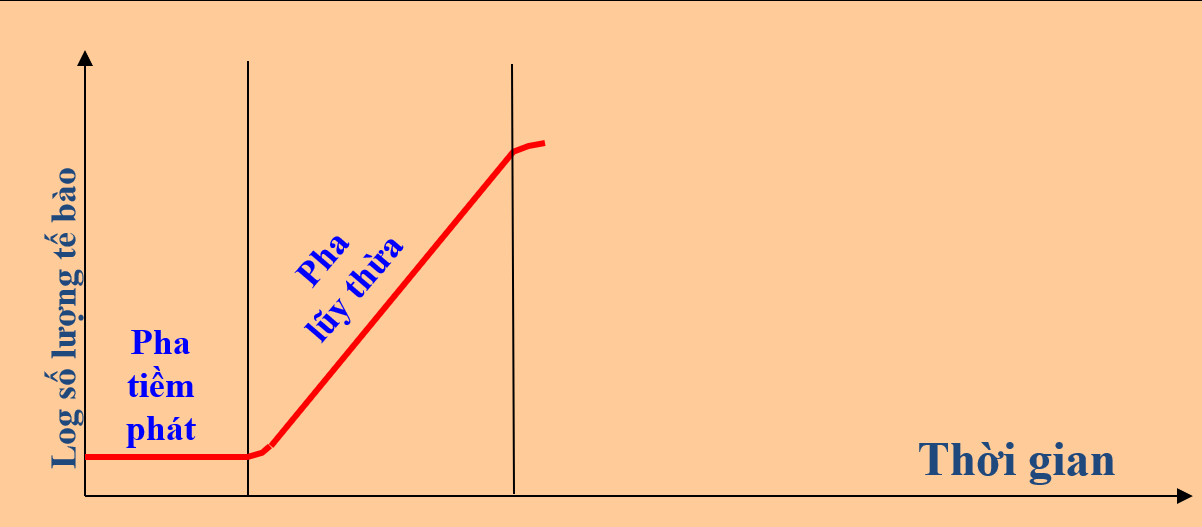 Log số lượng tế bào
Pha
tiềm
phát
Pha
lũy thừa
Thời gian